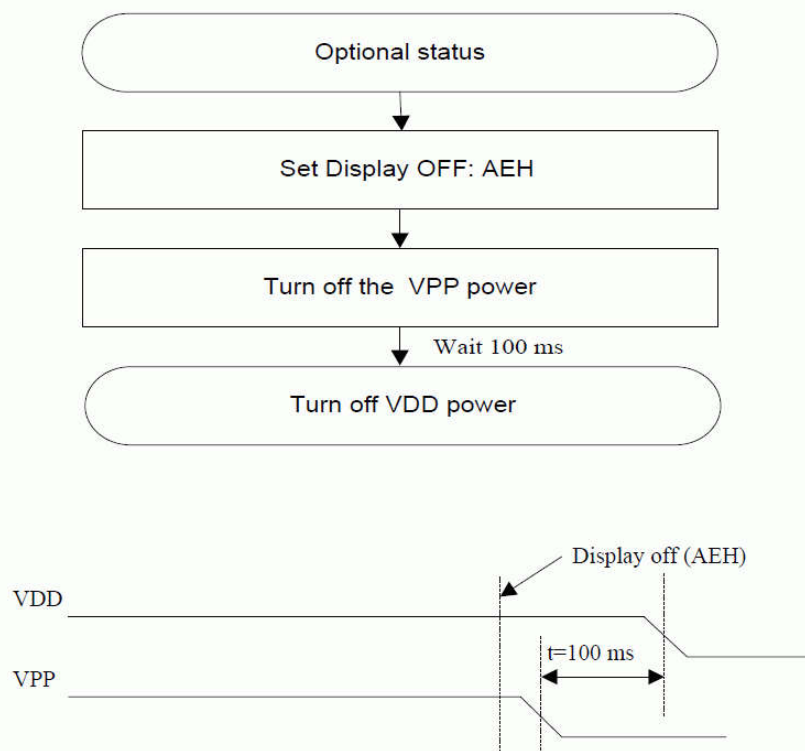 Optional status
Set Display OFF: AEH
Turn off the VPP power
Wait 100 ms
Turn off VDD power
Display off (AEH)
VDD
t=100 ms
VPP